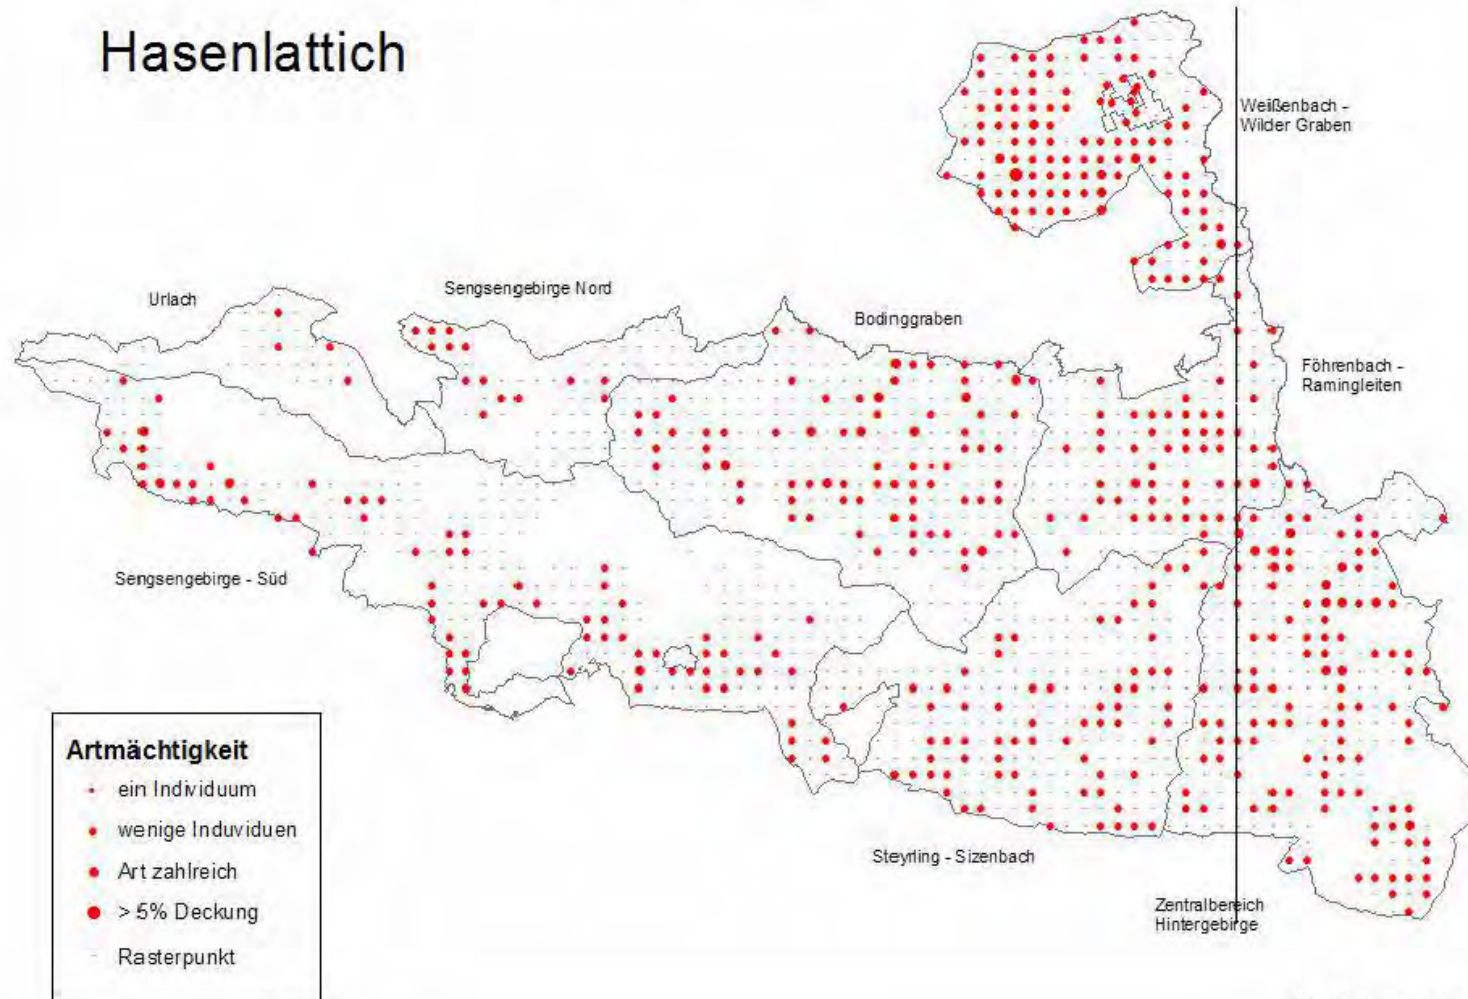 Hasenlattich
Weißenbach -
Wilder Graben
Urlach
Sengsengebirge Nord
Bodinggraben
Föhrenbach -
Ramingleiten
Sengsengebirge - Süd
Steyrling - Sizenbach
Zentralbereich
Hintergebirge
Artmächtigkeit
ein Individuum
wenige Induviduen
Art zahlreich
> 5% Deckung
Rasterpunkt